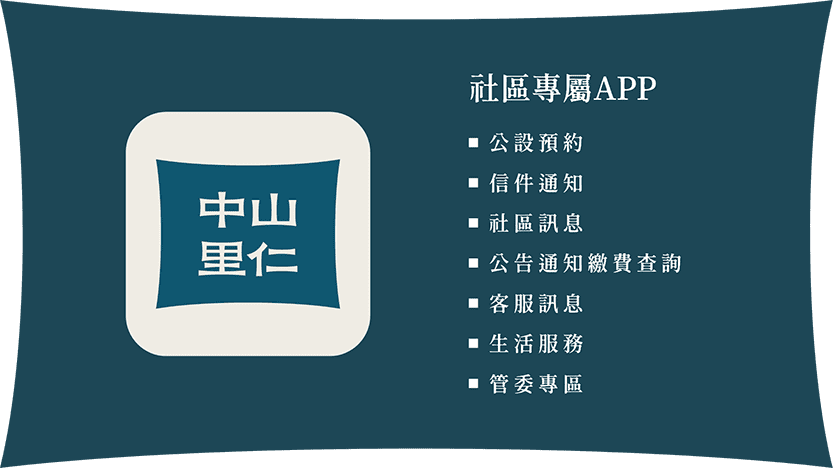 中山
里仁
社區專屬APP
公設預約
信件通知
社區訊息
公告通知繳費查詢
客服訊息
生活服務
管委專區